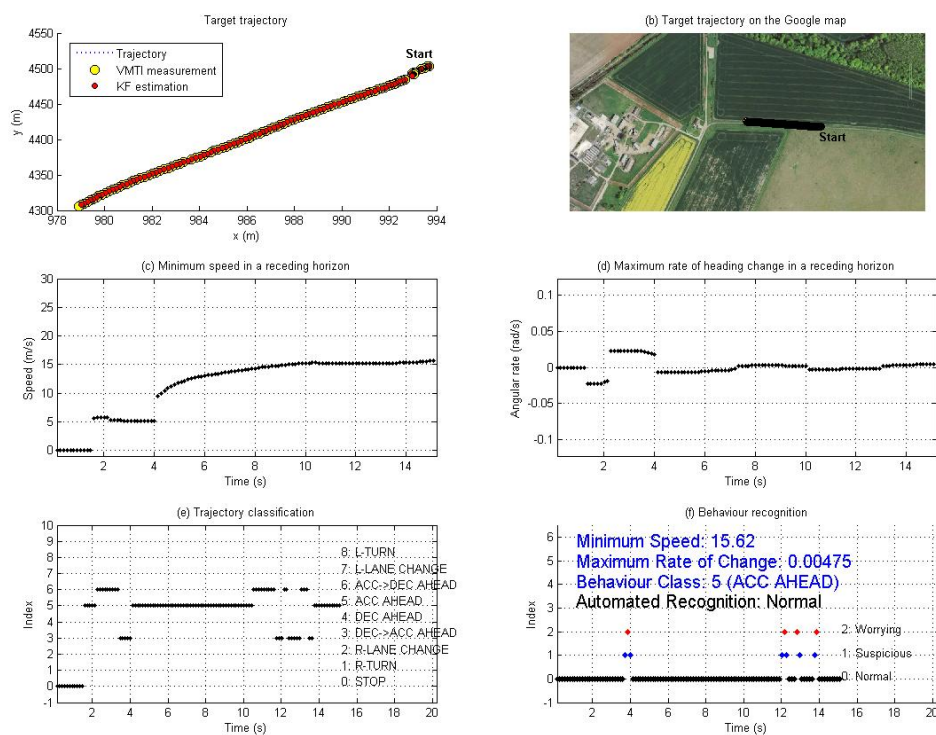 Target trajectory
4550
4500
4450
4400
4350
4300
y (m)
Trajectory
VMTI measurement
KF estimation
Start
978 980 982 984 986 988 990 992 994
x (m)
(b) Target trajectory on the Google map
Start
(c) Minimum speed in a receding horizon
30
25
20
15
10
5
0
Speed (m/s)
2 4 6 8 10 12 14
Time (s)
(d) Maximum rate of heading change in a receding horizon
0.1
0.05
0
-0.05
-0.1
Angular rate (rad/s)
2 4 6 8 10 12 14
Time (s)
(e) Trajectory classification
10
9
8
7
6
5
4
3
2
1
0
-1
Index
8: L-TURN
7: L-LANE CHANGE
6: ACC->DEC AHEAD
5: ACC AHEAD
4: DEC AHEAD
3: DEC->ACC AHEAD
2: R-LANE CHANGE
1: R-TURN
0: STOP
2 4 6 8 10 12 14 16 18 20
Time (s)
(f) Behaviour recognition
6
5
4
3
2
1
0
-1
Index
Minimum Speed: 15.62
Maximum Rate of Change: 0.00475
Behaviour Class: 5 (ACC AHEAD)
Automated Recognition: Normal
2: Worrying
1: Suspicious
0: Normal
2 4 6 8 10 12 14 16 18 20
Time (s)